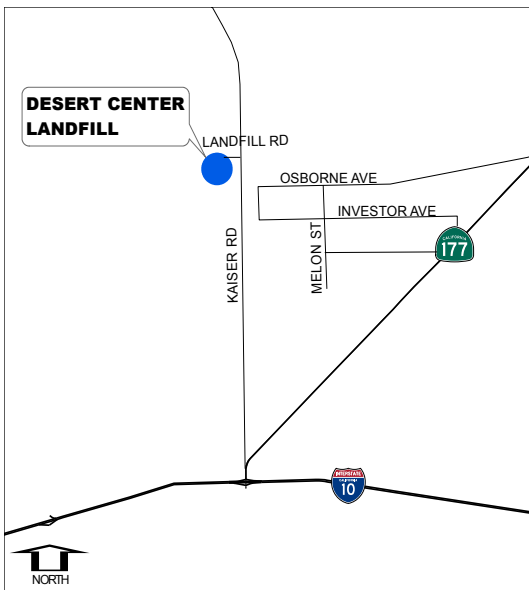 DESERT CENTER
LANDFILL
LANDFILL RD
OSBORNE AVE
INVESTOR AVE
CALIFORNIA
177
KAISER RD
MELON ST
INTERSTATE
CALIFORNIA
10
NORTH